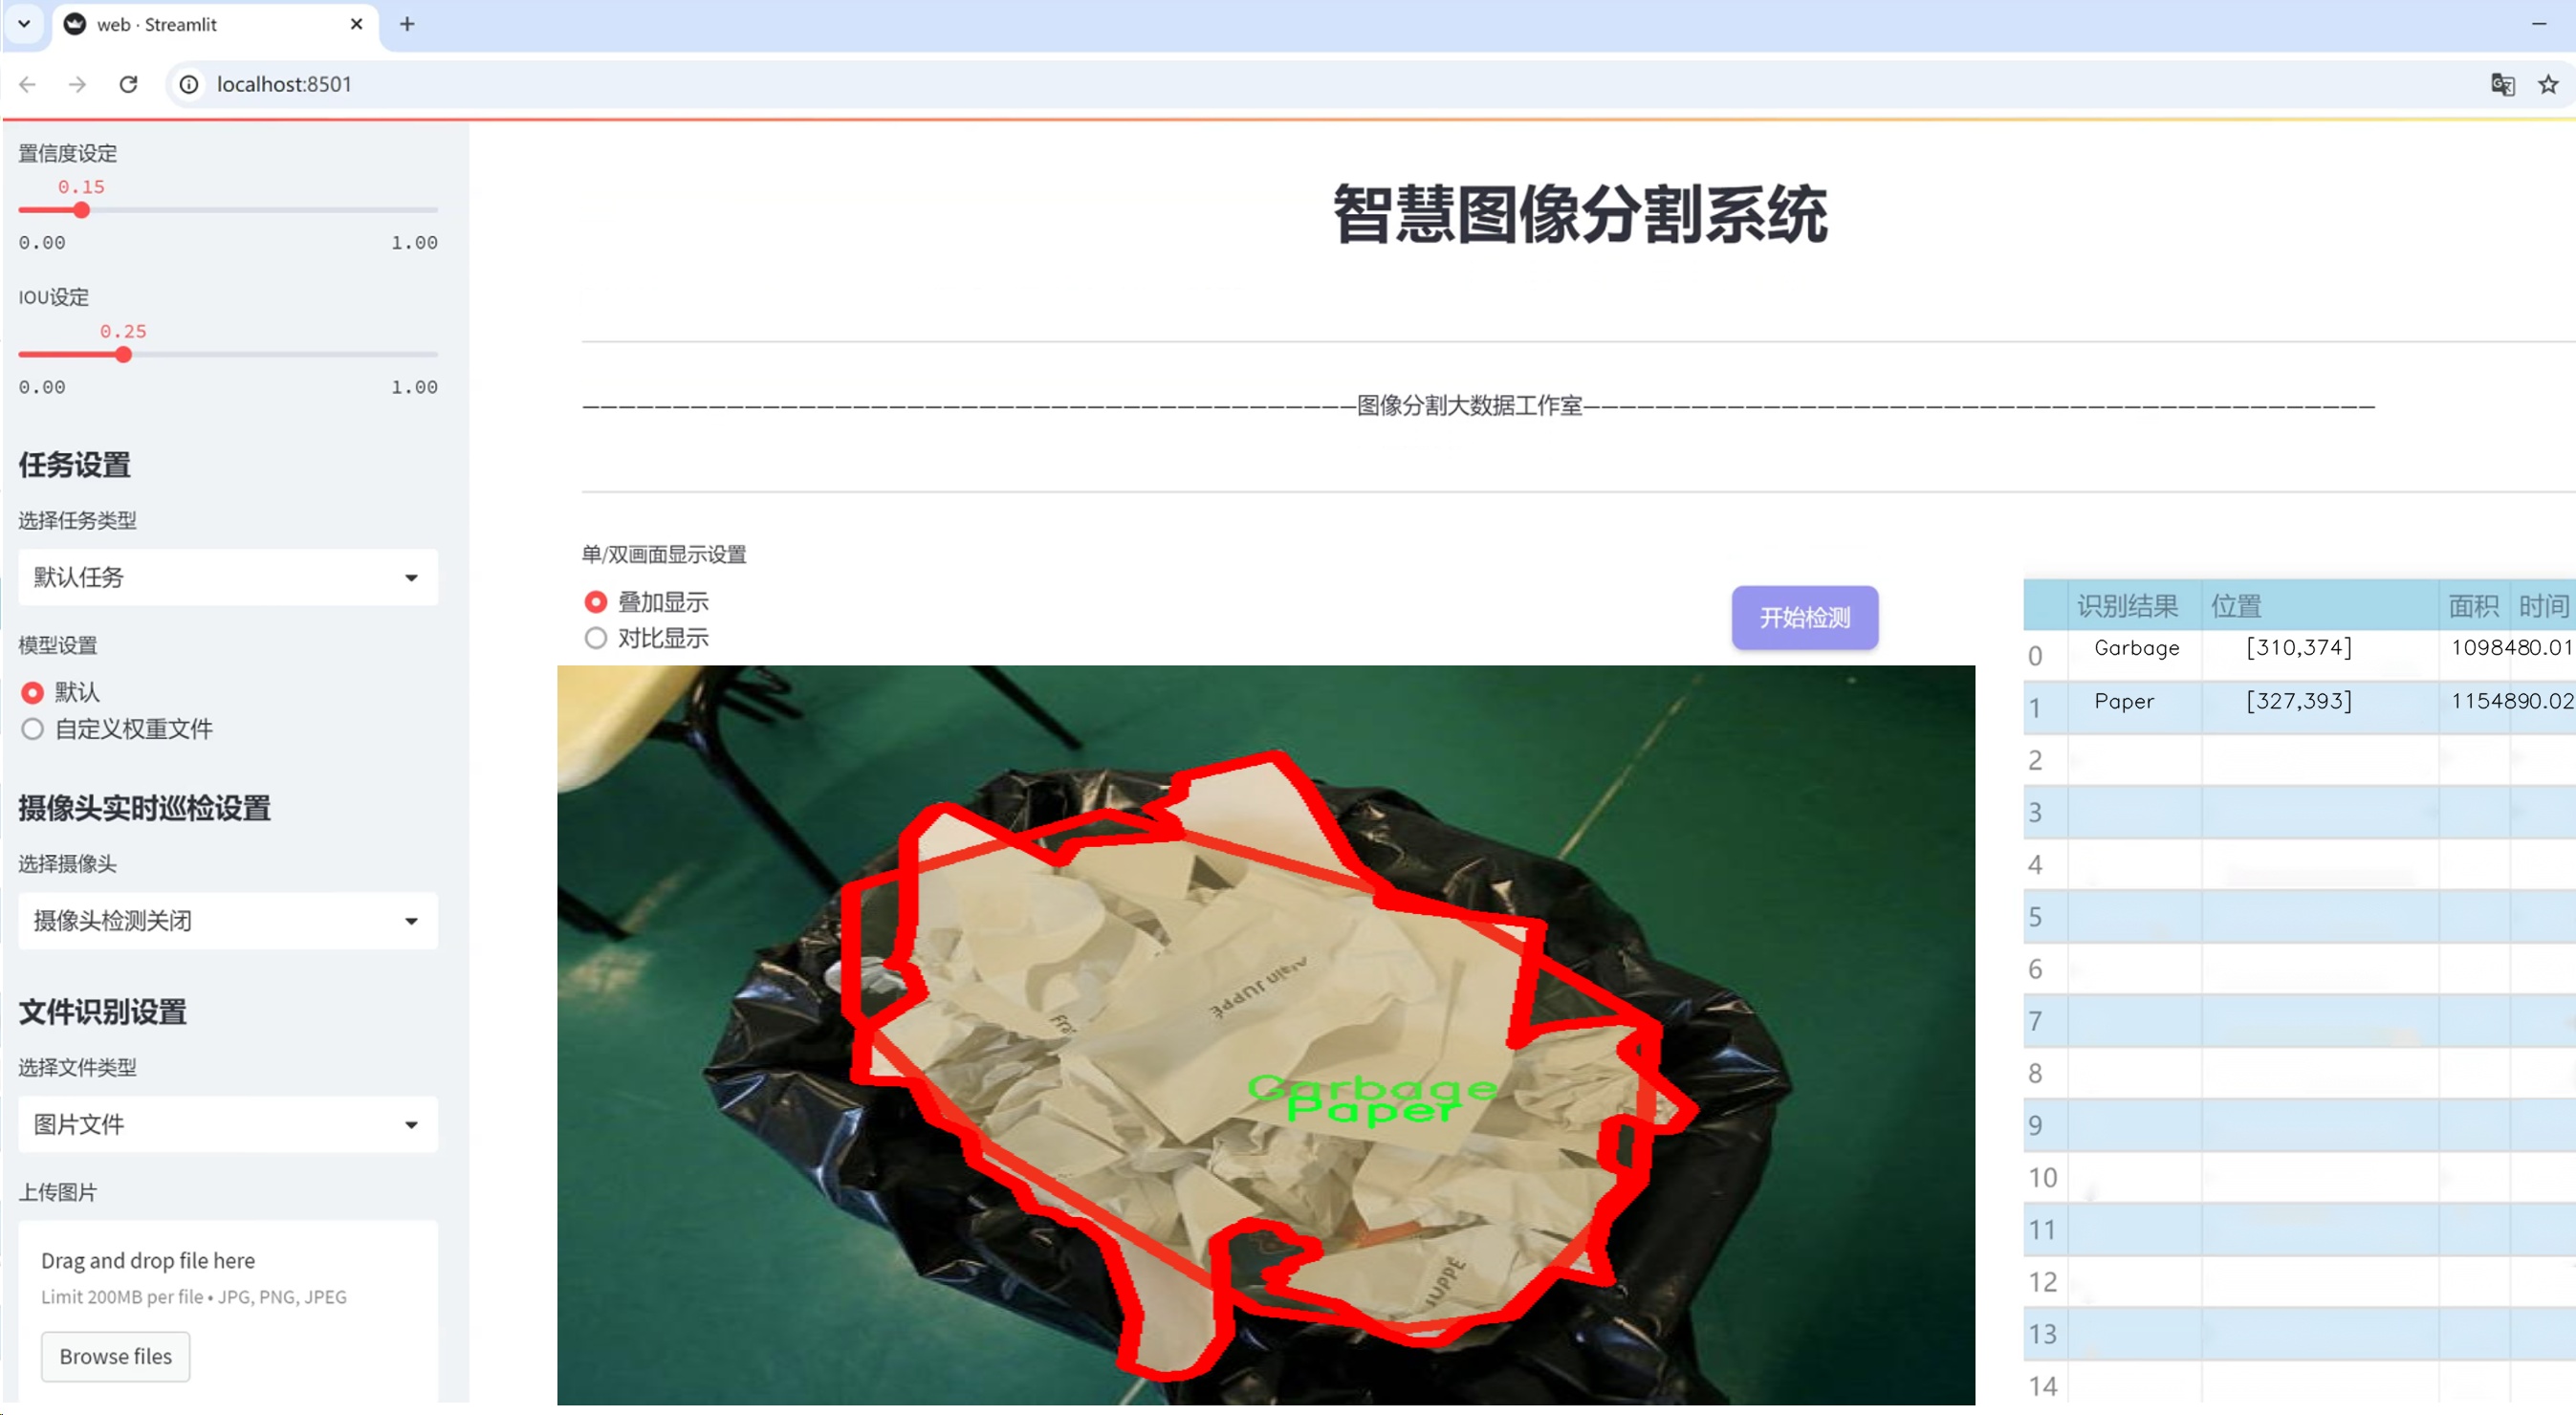 web · Streamlit
localhost:8501
置信度设定
0.15
0.00 1.00
IOU设定
0.25
0.00 1.00
任务设置
选择任务类型
默认任务
模型设置
默认
自定义权重文件
摄像头实时巡检设置
选择摄像头
摄像头检测关闭
文件识别设置
选择文件类型
图片文件
上传图片
Drag and drop file here
Limit 200MB per file • JPG, PNG, JPEG
Browse files
智慧图像分割系统
图像分割大数据工作室
单/双画面显示设置
叠加显示
对比显示
开始检测
Alain JUPPÉ
Garbage
Paper
JUPPÉ
识别结果 位置 面积 时间
0 Garbage [310,374] 1098480.01
1 Paper [327,393] 1154890.02
2
3
4
5
6
7
8
9
10
11
12
13
14